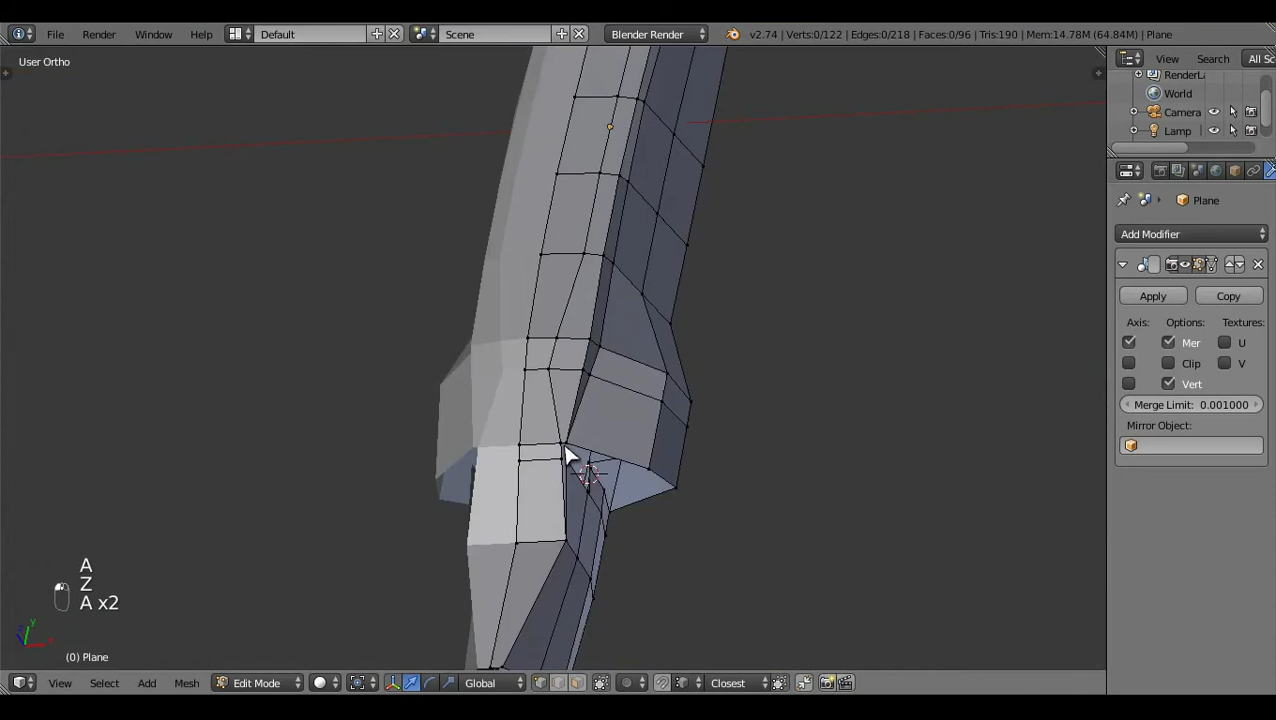 File Render Window Help Default Scene Blender Render v2.74 | Verts:0/122 | Edges:0/218 | Faces:0/96 | Tris:190 | Mem:14.78M (64.84M) | Plane
User Ortho
View Search All Sc
RenderLa
World
Camera
Lamp
Plane
Add Modifier
Apply Copy
Axis: Options: Textures:
Mer U
Clip V
Vert
Merge Limit: 0.001000
Mirror Object:
A
Z
A x2
y
z x
(0) Plane
View Select Add Mesh Edit Mode Global Closest